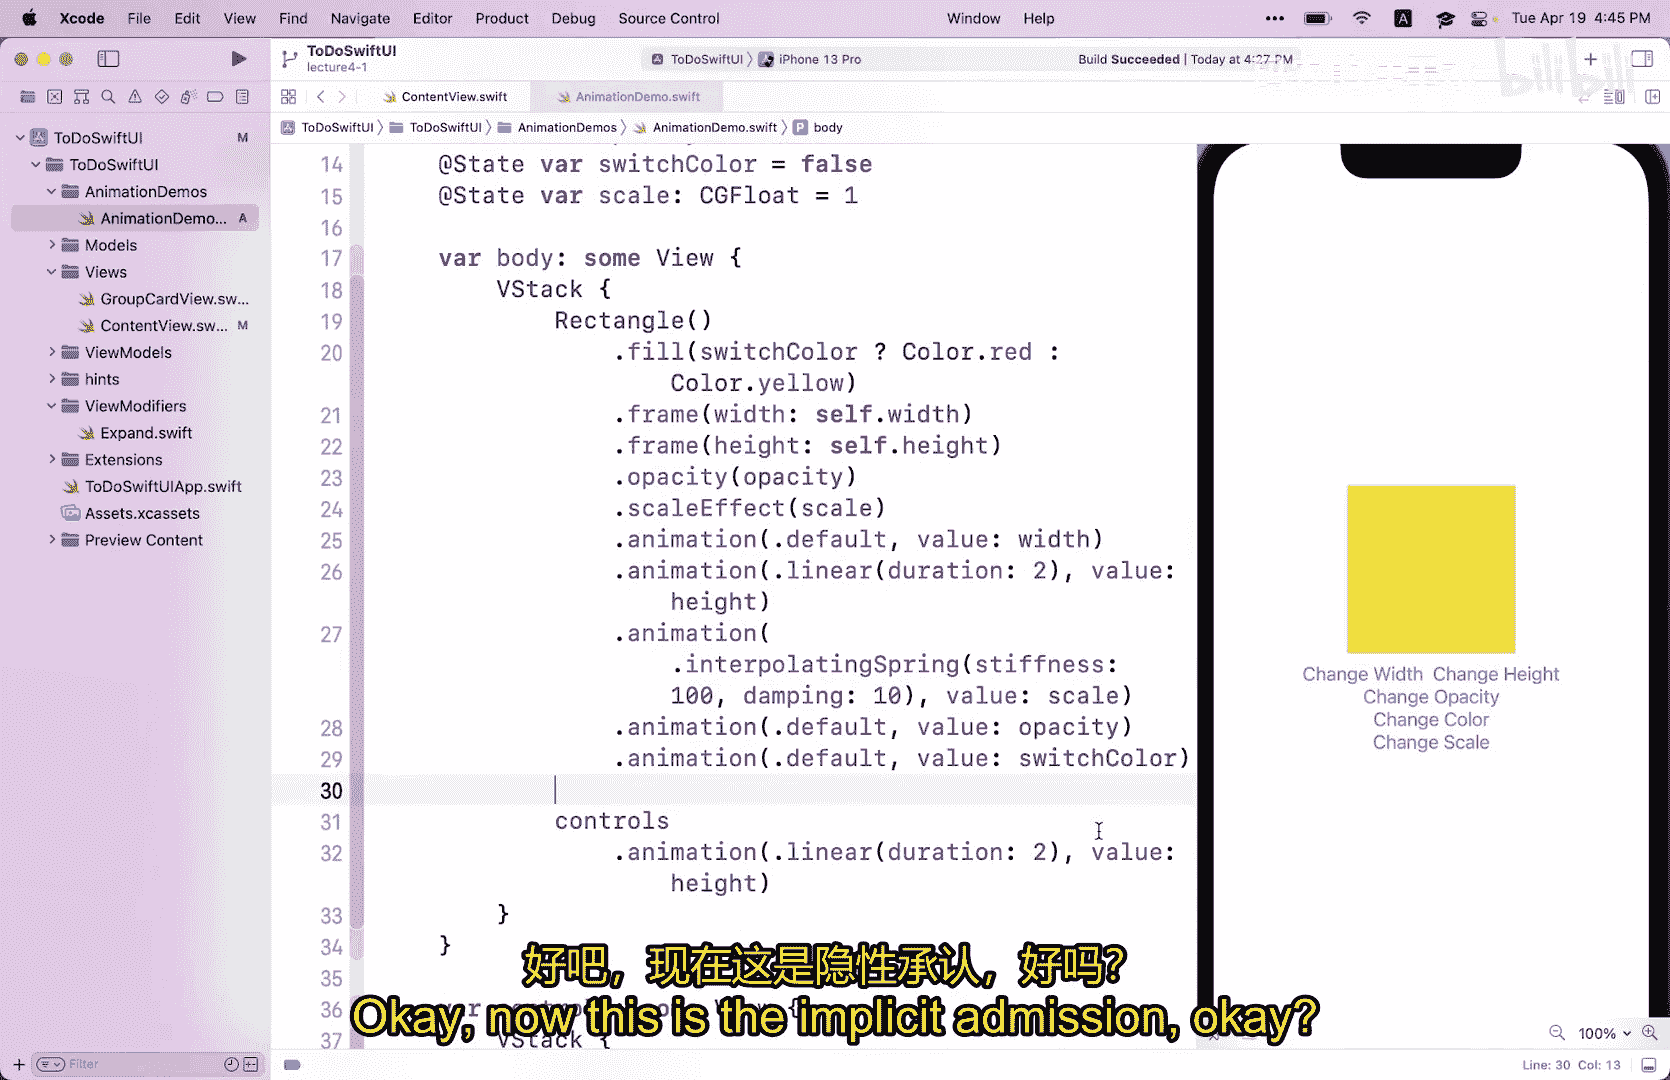 Xcode File Edit View Find Navigate Editor Product Debug Source Control Window Help ••• A Tue Apr 19 4:45 PM
ToDoSwiftUI
lecture4-1
ToDoSwiftUI 〉 iPhone 13 Pro
Build Succeeded | Today at 4:27 PM
bilibili
ContentView.swift
AnimationDemo.swift
ToDoSwiftUI 〉 ToDoSwiftUI 〉 AnimationDemos 〉 AnimationDemo.swift 〉 P body
ToDoSwiftUI M
ToDoSwiftUI
AnimationDemos
AnimationDemo... A
Models
Views
GroupCardView.sw...
ContentView.sw... M
ViewModels
hints
ViewModifiers
Expand.swift
Extensions
ToDoSwiftUIApp.swift
Assets.xcassets
Preview Content
Filter
14 @State var switchColor = false
15 @State var scale: CGFloat = 1
16
17 var body: some View {
18 VStack {
19 Rectangle()
20 .fill(switchColor ? Color.red :
Color.yellow)
21 .frame(width: self.width)
22 .frame(height: self.height)
23 .opacity(opacity)
24 .scaleEffect(scale)
25 .animation(.default, value: width)
26 .animation(.linear(duration: 2), value:
height)
27 .animation(
.interpolatingSpring(stiffness:
100, damping: 10), value: scale)
28 .animation(.default, value: opacity)
29 .animation(.default, value: switchColor)
30
31 controls
32 .animation(.linear(duration: 2), value:
height)
33 }
34 }
35
36
37 VStack {
Change Width Change Height
Change Opacity
Change Color
Change Scale
好吧，现在这是隐性承认，好吗？
Okay, now this is the implicit admission, okay?
100%
Line: 30 Col: 13